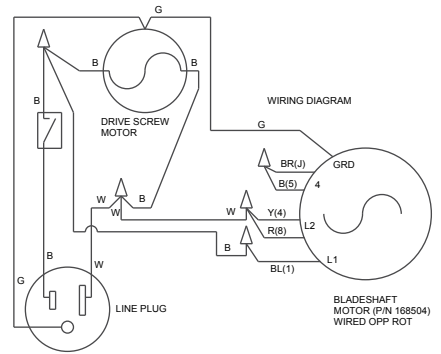 G
B
B
DRIVE SCREW
MOTOR
WIRING DIAGRAM
B
G
GRD
BR(J)
B(5)
4
W
B
W
W
Y(4)
L2
R(8)
B
L1
BL(1)
B
W
G
LINE PLUG
BLADESHAFT
MOTOR (P/N 168504)
WIRED OPP ROT